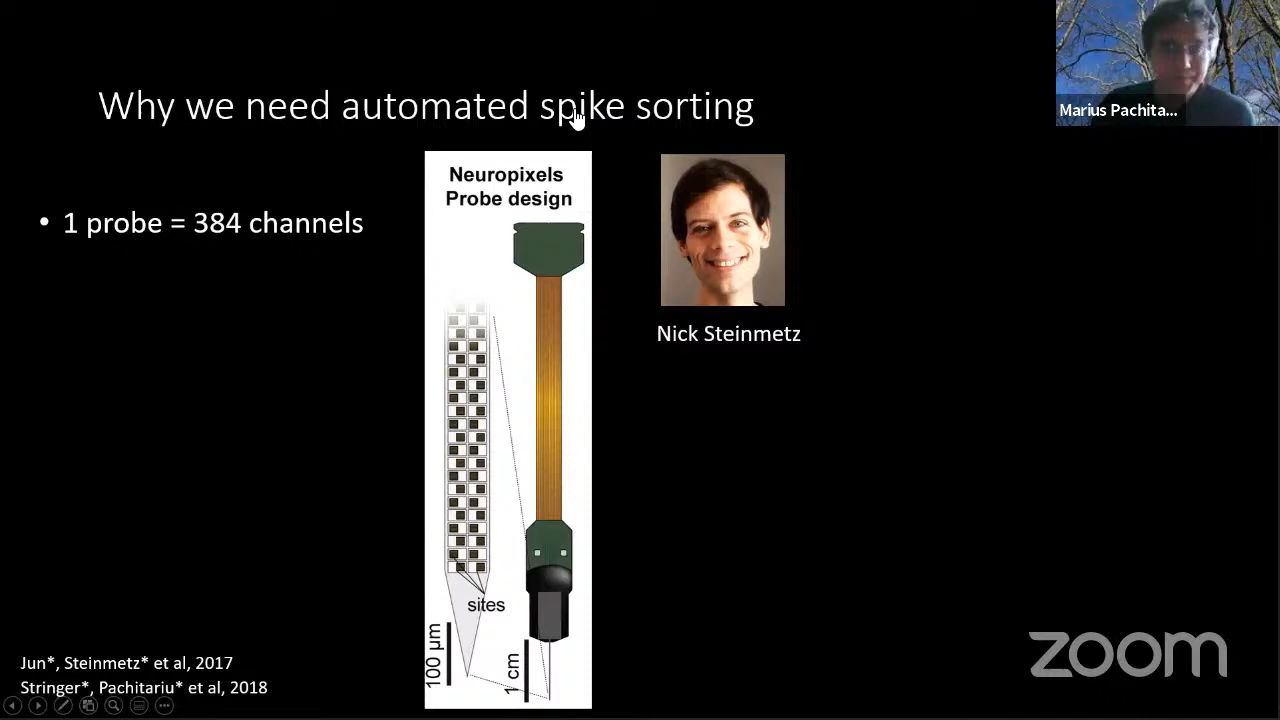 Why we need automated spike sorting
Marius Pachita...
• 1 probe = 384 channels
Neuropixels
Probe design
sites
100 μm
1 cm
Nick Steinmetz
Jun*, Steinmetz* et al, 2017
Stringer*, Pachitariu* et al, 2018
zoom